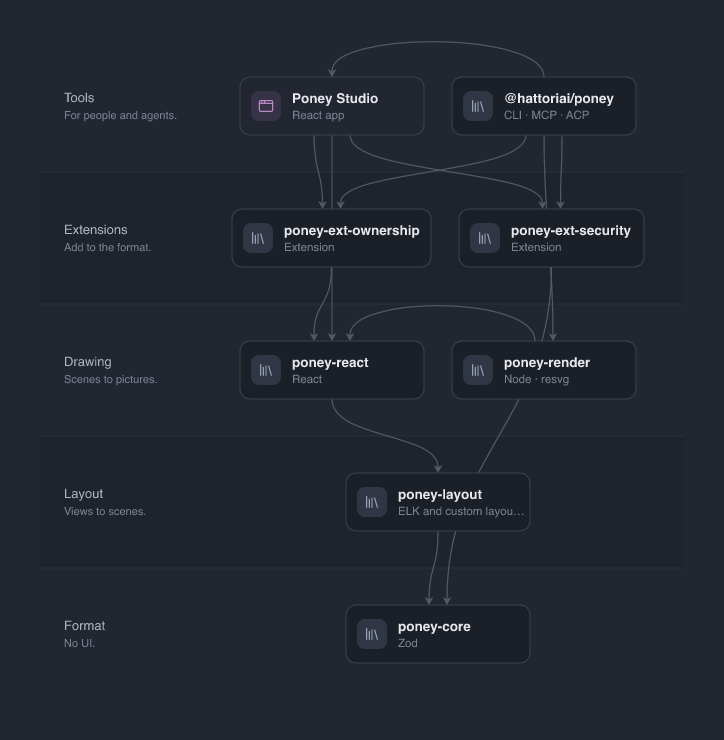 Tools
For people and agents.
Poney Studio
React app
@hattoriai/poney
CLI · MCP · ACP
Extensions
Add to the format.
poney-ext-ownership
Extension
poney-ext-security
Extension
Drawing
Scenes to pictures.
poney-react
React
poney-render
Node · resvg
Layout
Views to scenes.
poney-layout
ELK and custom layou…
Format
No UI.
poney-core
Zod